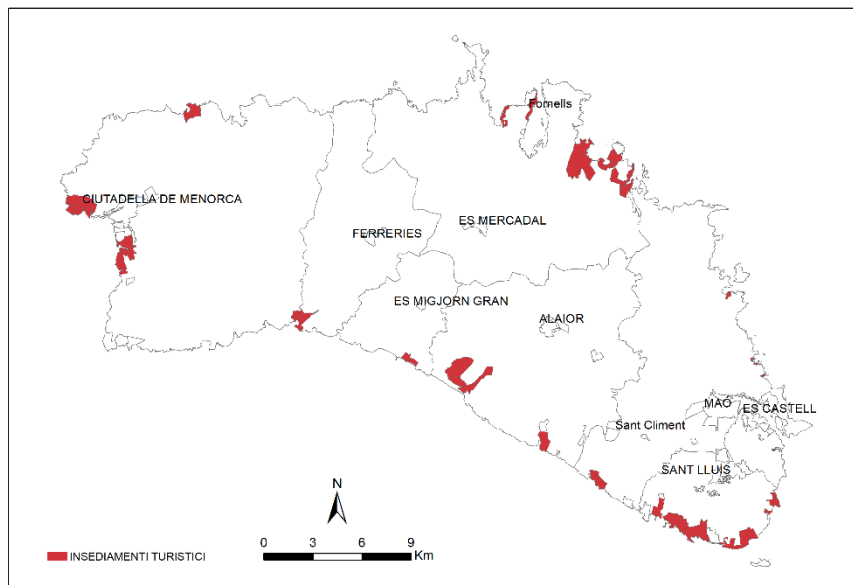 Fornells
CIUTADELLA DE MENORCA
ES MERCADAL
FERRERIES
ES MIGJORN GRAN
ALAIOR
MAÓ
ES CASTELL
Sant Climent
SANT LLUIS
N
0 3 6 9
Km
INSEDIAMENTI TURISTICI